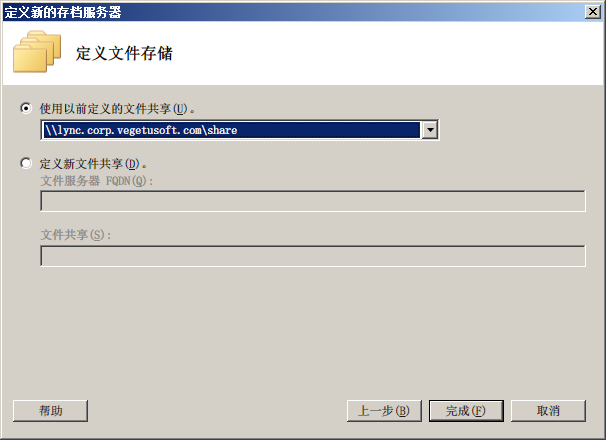 定义新的存档服务器
定义文件存储
使用以前定义的文件共享(U)。
\\lync.corp.vegetusoft.com\share
定义新文件共享(D)。
文件服务器 FQDN(Q):
文件共享(S):
帮助
上一步(B)
完成(F)
取消